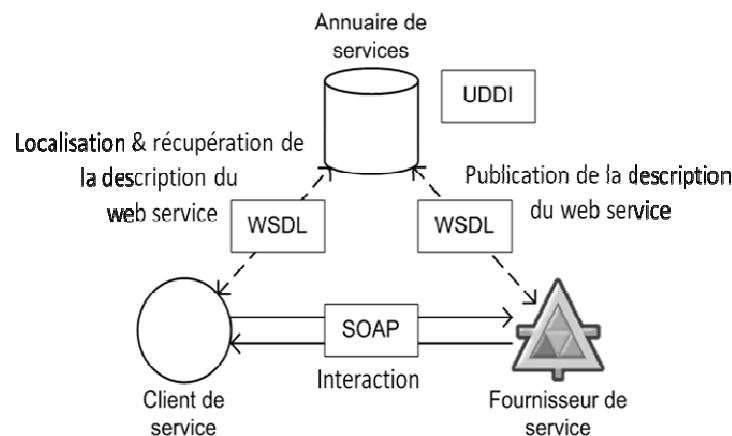 Annuaire de
services
UDDI
Localisation & récupération de
la description du
web service
Publication de la description
du web service
WSDL
WSDL
SOAP
Interaction
Client de
service
Fournisseur de
service